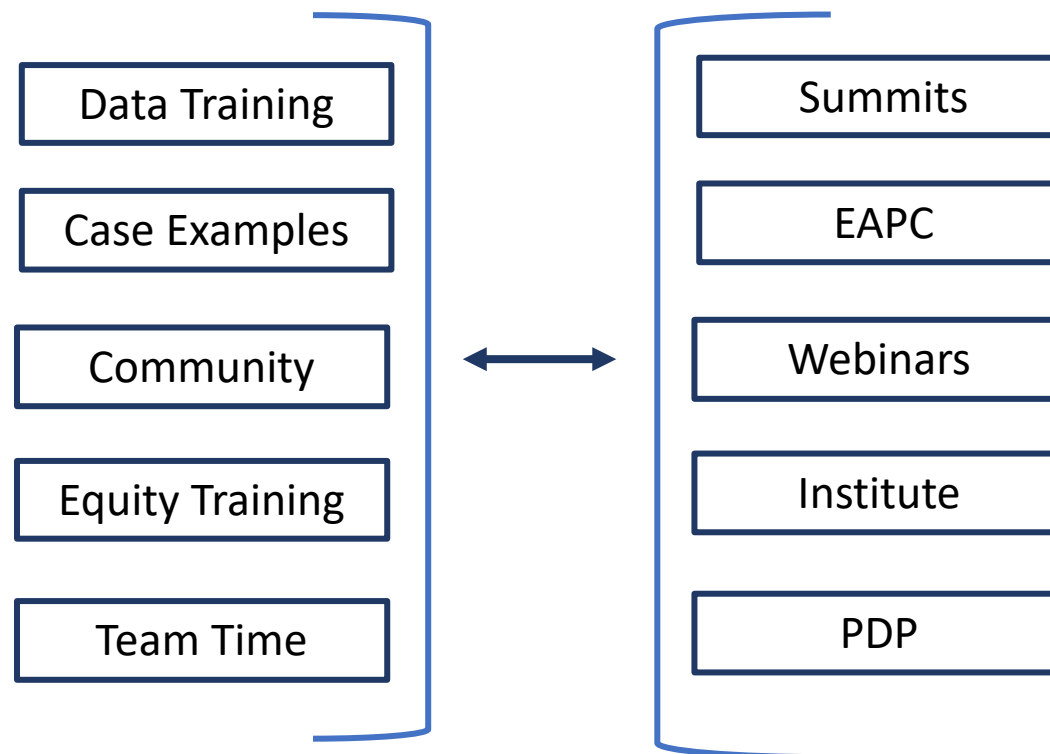 Data Training
Case Examples
Community
Equity Training
Team Time
Summits
EAPC
Webinars
Institute
PDP